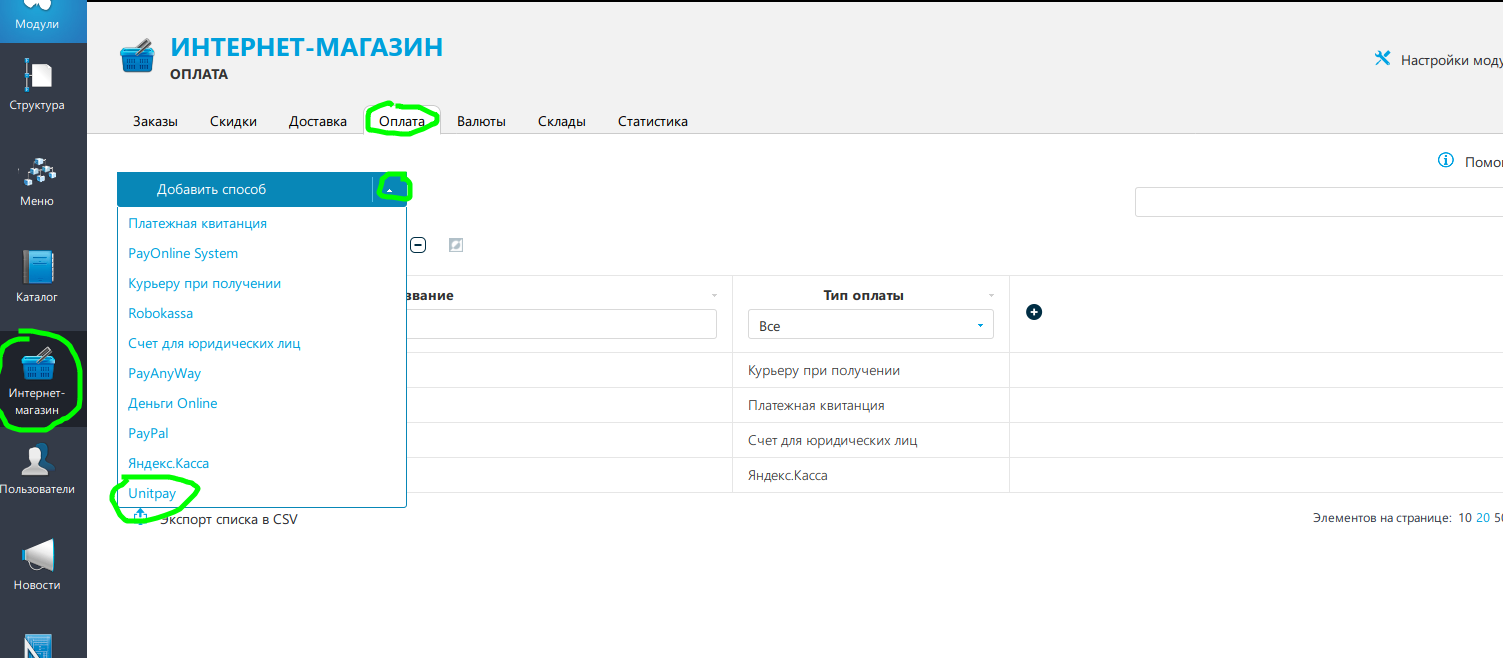 Модули
Структура
Меню
Каталог
Интернет-
магазин
Пользователи
Новости
ИНТЕРНЕТ-МАГАЗИН
ОПЛАТА
Настройки моду
Заказы Скидки Доставка Оплата Валюты Склады Статистика
Помо
Добавить способ
Платежная квитанция
PayOnline System
Курьеру при получении
Robokassa
Счет для юридических лиц
PayAnyWay
Деньги Online
PayPal
Яндекс.Касса
Unitpay
звание Тип оплаты
Все
Курьеру при получении
Платежная квитанция
Счет для юридических лиц
Яндекс.Касса
Экспорт списка в CSV
Элементов на странице: 10 20 50